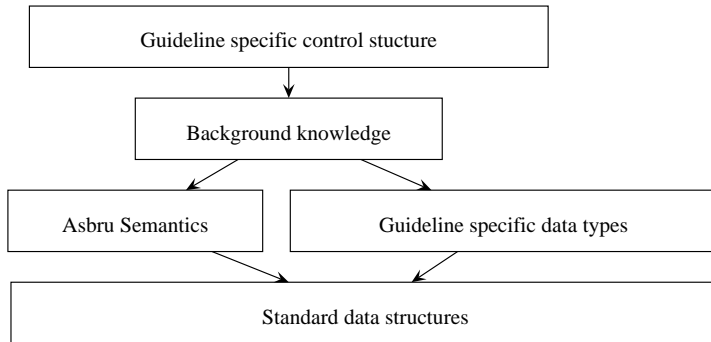 Guideline specific control stucture
Background knowledge
Asbru Semantics
Guideline specific data types
Standard data structures